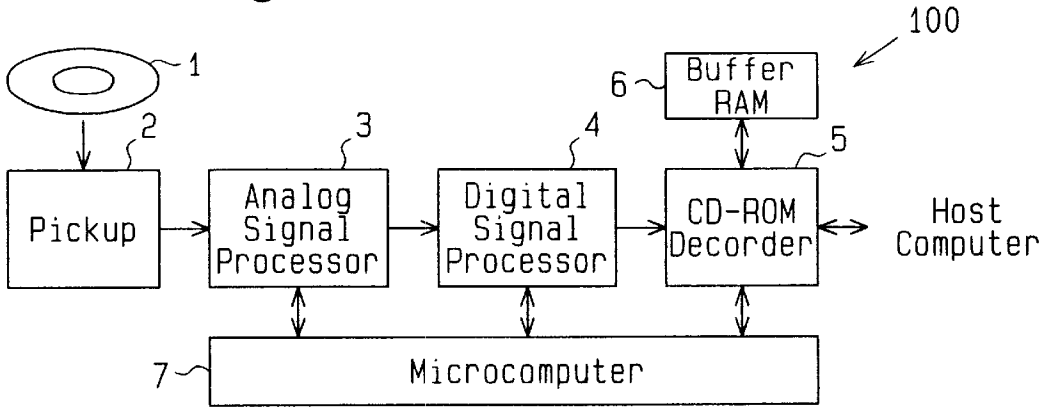 100
1
2
Pickup
3
Analog
Signal
Processor
4
Digital
Signal
Processor
6
Buffer
RAM
5
CD-ROM
Decorder
Host
Computer
7
Microcomputer